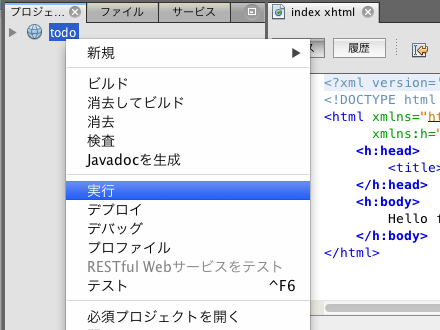 プロジェ...
ファイル
サービス
index xhtml
todo
新規
履歴
ビルド
消去してビルド
消去
検査
Javadocを生成
実行
デプロイ
デバッグ
プロファイル
RESTful Webサービスをテスト
テスト ^F6
必須プロジェクトを開く
<?xml version="
<!DOCTYPE html
<html xmlns="ht
xmlns:h="
<h:head>
<title>
</h:head>
<h:body>
Hello f
</h:body>
</html>